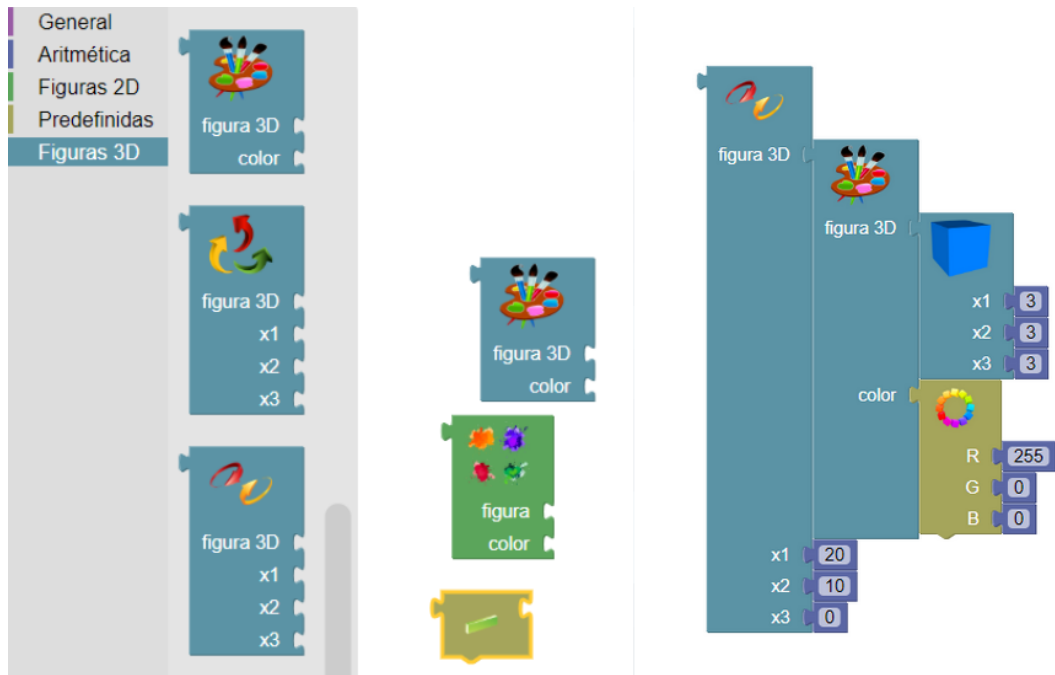 General
Aritmética
Figuras 2D
Predefinidas
Figuras 3D
figura 3D
color
figura 3D
x1
x2
x3
figura 3D
x1
x2
x3
figura 3D
color
figura
color
figura 3D
figura 3D
x1 3
x2 3
x3 3
color
R 255
G 0
B 0
x1 20
x2 10
x3 0